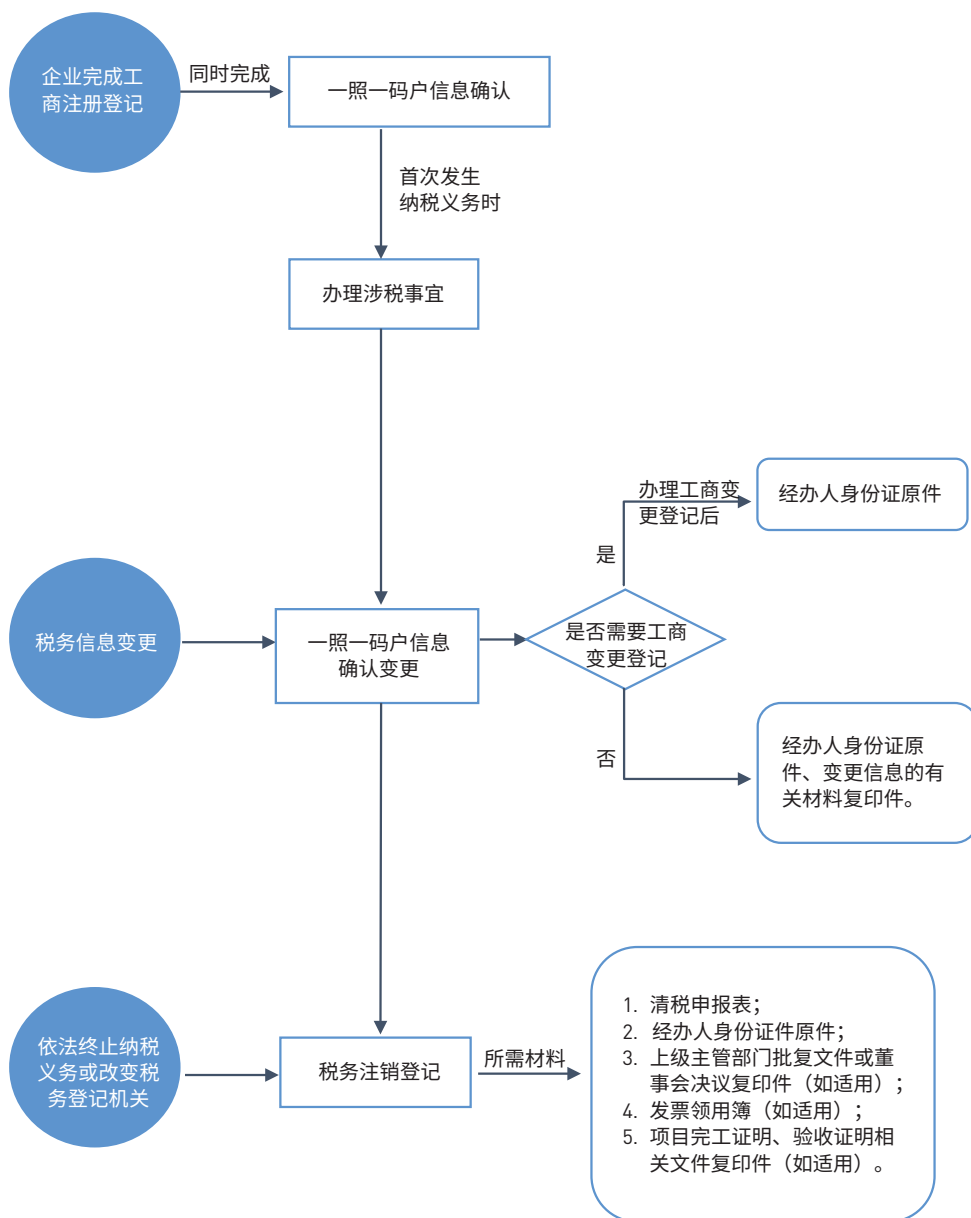 企业完成工
商注册登记
同时完成
一照一码户信息确认
首次发生
纳税义务时
办理涉税事宜
办理工商变
更登记后
经办人身份证原件
是
税务信息变更
一照一码户信息
确认变更
是否需要工商
变更登记
否
经办人身份证原
件、变更信息的有
关材料复印件。
依法终止纳税
义务或改变税
务登记机关
税务注销登记
所需材料
1. 清税申报表；
2. 经办人身份证件原件；
3. 上级主管部门批复文件或董
事会决议复印件（如适用）；
4. 发票领用簿（如适用）；
5. 项目完工证明、验收证明相
关文件复印件（如适用）。